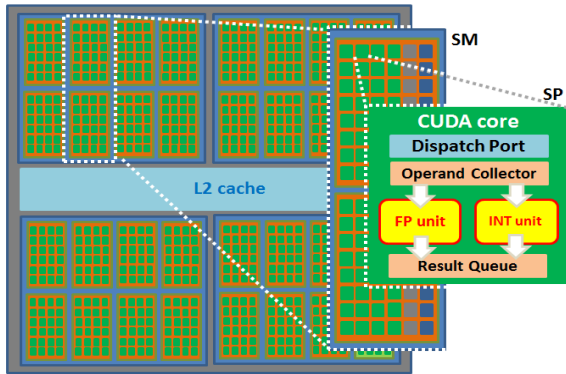 SM
SP
CUDA core
Dispatch Port
Operand Collector
FP unit
INT unit
L2 cache
Result Queue